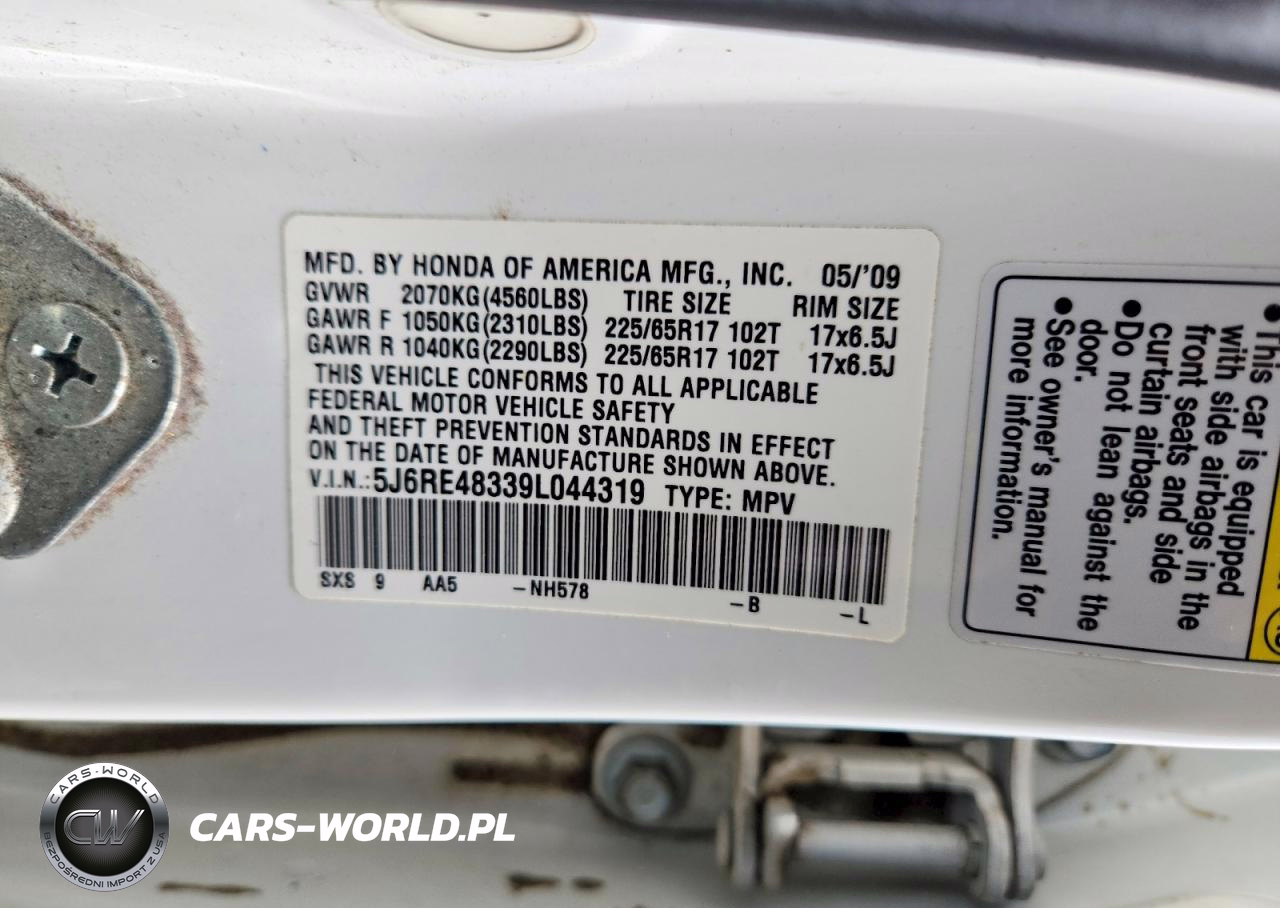 MFD. BY HONDA OF AMERICA MFG., INC. 05/'09
GVWR 2070KG(4560LBS) TIRE SIZE RIM SIZE
GAWR F 1050KG(2310LBS) 225/65R17 102T 17x6.5J
GAWR R 1040KG(2290LBS) 225/65R17 102T 17x6.5J
THIS VEHICLE CONFORMS TO ALL APPLICABLE
FEDERAL MOTOR VEHICLE SAFETY
AND THEFT PREVENTION STANDARDS IN EFFECT
ON THE DATE OF MANUFACTURE SHOWN ABOVE.
V.I.N.:5J6RE48339L044319 TYPE: MPV
SXS 9 AA5 -NH578 -B -L
•This car is equipped
with side airbags in the
front seats and side
curtain airbags.
•Do not lean against the
door.
•See owner's manual for
more information.
CARS-WORLD
CW
BEZPOŚREDNI IMPORT Z USA
CARS-WORLD.PL